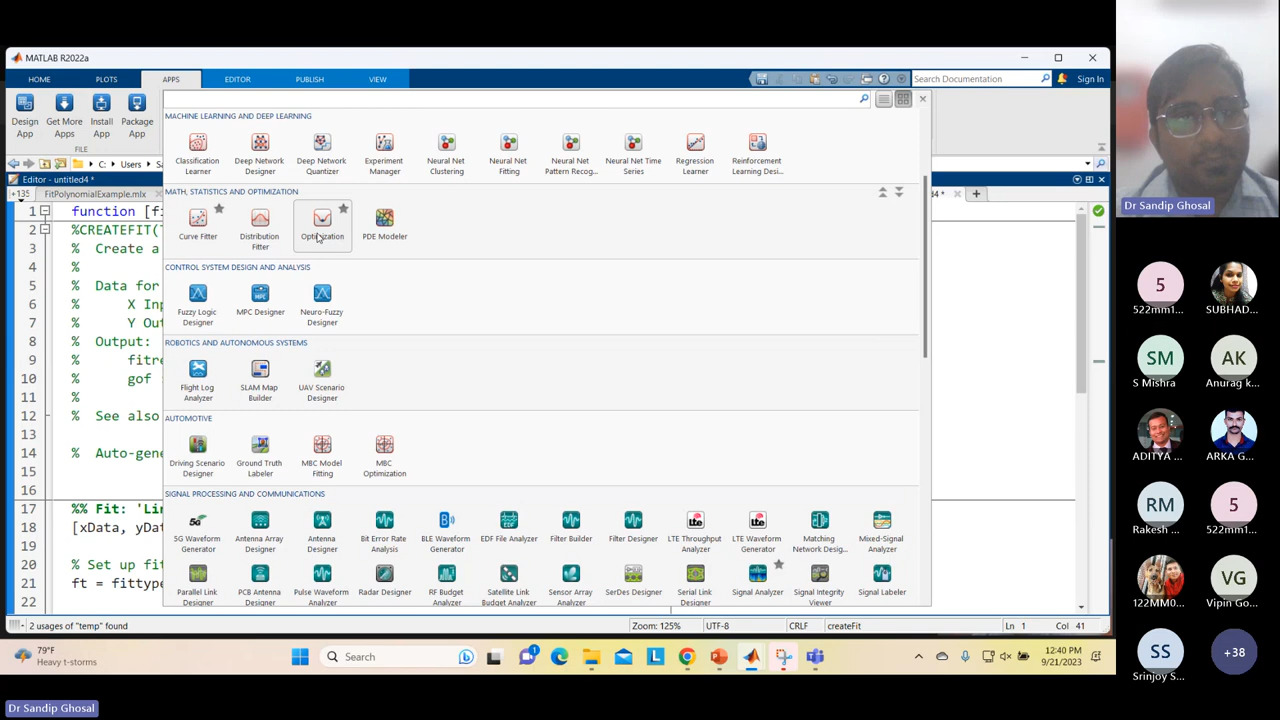 MATLAB R2022a
HOME PLOTS APPS EDITOR PUBLISH VIEW
Search Documentation
Sign In
Design App
Get More Apps
Install App
Package App
FILE
C: Users
Editor - untitled4 *
+135
FitPolynomialExample.mlx
MACHINE LEARNING AND DEEP LEARNING
Classification Learner
Deep Network Designer
Deep Network Quantizer
Experiment Manager
Neural Net Clustering
Neural Net Fitting
Neural Net Pattern Recog...
Neural Net Time Series
Regression Learner
Reinforcement Learning Desi...
MATH, STATISTICS AND OPTIMIZATION
Curve Fitter
Distribution Fitter
Optimization
PDE Modeler
CONTROL SYSTEM DESIGN AND ANALYSIS
Fuzzy Logic Designer
MPC Designer
Neuro-Fuzzy Designer
ROBOTICS AND AUTONOMOUS SYSTEMS
Flight Log Analyzer
SLAM Map Builder
UAV Scenario Designer
AUTOMOTIVE
Driving Scenario Designer
Ground Truth Labeler
MBC Model Fitting
MBC Optimization
SIGNAL PROCESSING AND COMMUNICATIONS
5G Waveform Generator
Antenna Array Designer
Antenna Designer
Bit Error Rate Analysis
BLE Waveform Generator
EDF File Analyzer
Filter Builder
Filter Designer
LTE Throughput Analyzer
LTE Waveform Generator
Matching Network Desig...
Mixed-Signal Analyzer
Parallel Link Designer
PCB Antenna Designer
Pulse Waveform Analyzer
Radar Designer
RF Budget Analyzer
Satellite Link Budget Analyzer
Sensor Array Analyzer
SerDes Designer
Serial Link Designer
Signal Analyzer
Signal Integrity Viewer
Signal Labeler
1 function [fi
2 %CREATEFIT(
3 % Create a
4 %
5 % Data for
6 % X Inp
7 % Y Out
8 % Output:
9 % fitre
10 % gof
11 %
12 % See also
13
14 % Auto-gene
15
16
17 %% Fit: 'Lin
18 [xData, yDat
19
20 % Set up fit
21 ft = fittype
22
2 usages of "temp" found
Zoom: 125% UTF-8 CRLF createFit Ln 1 Col 41
79°F
Heavy t-storms
Search
12:40 PM
9/21/2023
Dr Sandip Ghosal
Dr Sandip Ghosal
5
522mm1...
SUBHAD...
SM
S Mishra
AK
Anurag k...
ADITYA ...
ARKA G...
RM
Rakesh ...
5
522mm1...
122MM0...
VG
Vipin Go...
SS
Srinjoy S...
+38